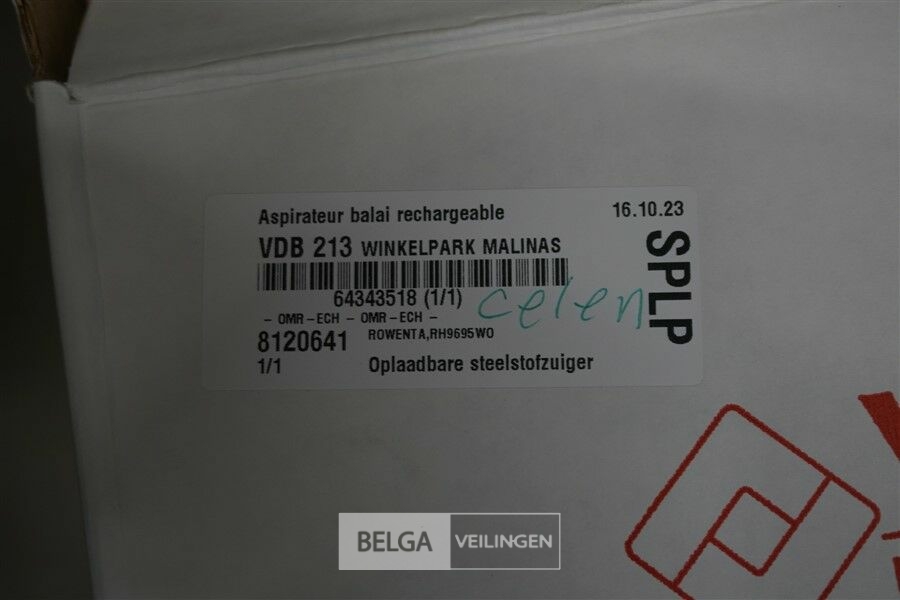 Aspirateur balai rechargeable 16.10.23
VDB 213 WINKELPARK MALINAS
SPLP
64343518 (1/1)
celen
- OMR-ECH - OMR-ECH -
8120641 ROWENTA,RH9695WO
1/1 Oplaadbare steelstofzuiger
BELGA VEILINGEN